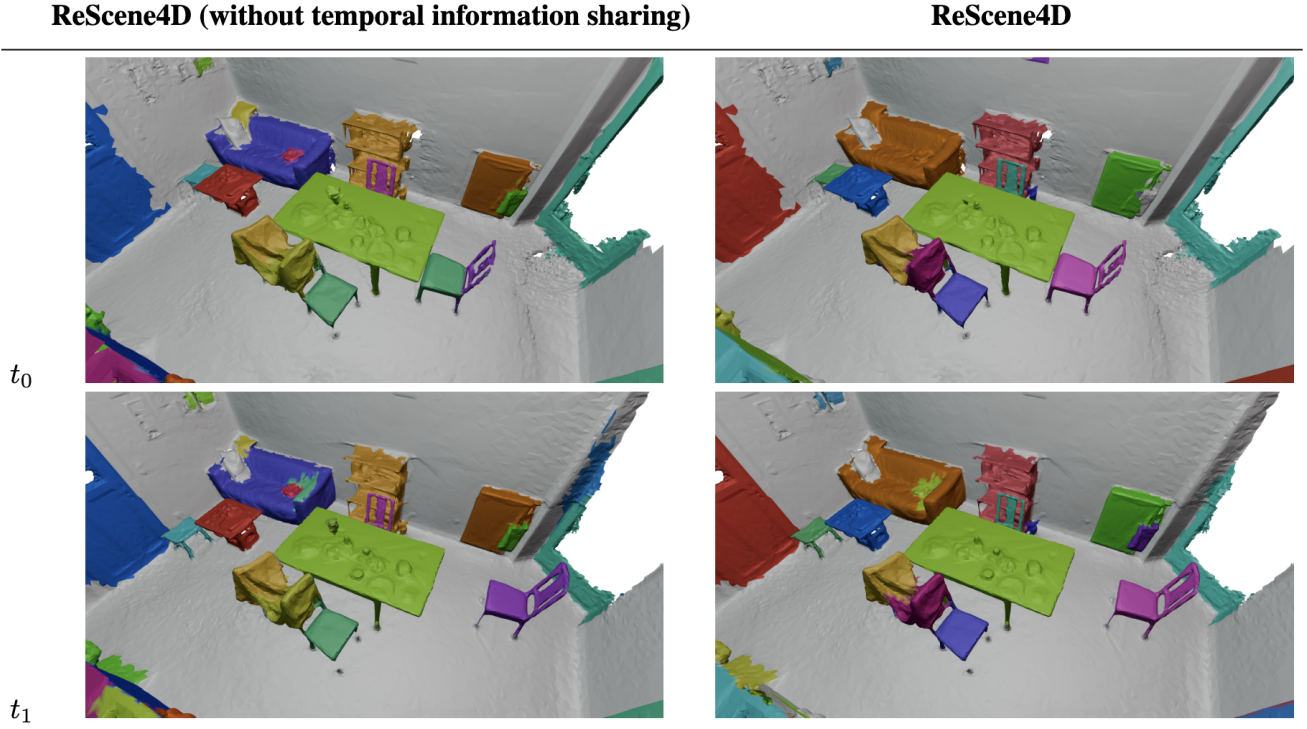 ReScene4D (without temporal information sharing) ReScene4D
t₀
t₁